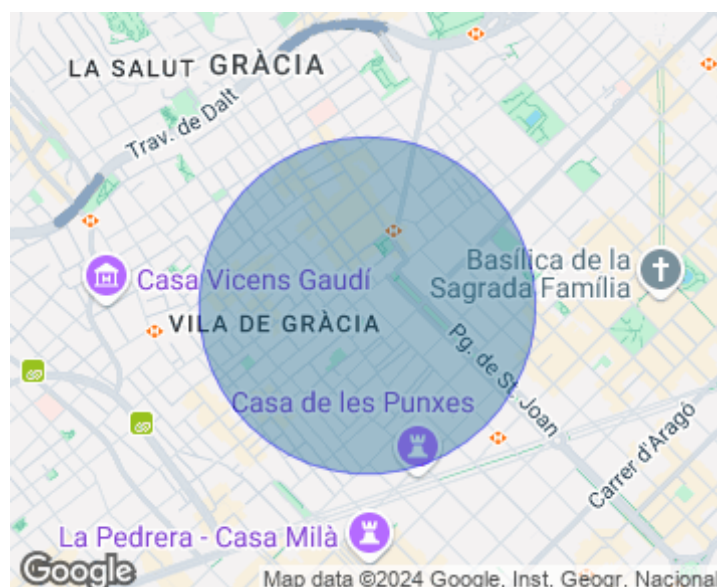 LA SALUT GRÀCIA
Trav. de Dalt
Casa Vicens Gaudí
Basílica de la
Sagrada Família
VILA DE GRÀCIA
Pg. de St. Joan
Casa de les Punxes
Carrer d'Aragó
La Pedrera - Casa Milà
Google
Map data ©2024 Google, Inst. Geogr. Nacional